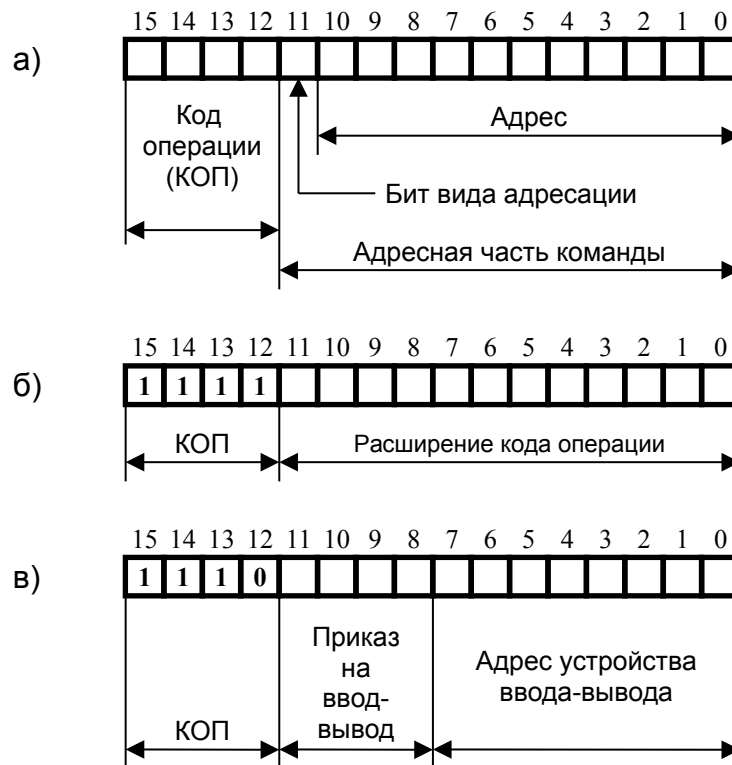 15 14 13 12 11 10 9 8 7 6 5 4 3 2 1 0
а)
Код
операции
(КОП)
Адрес
Бит вида адресации
Адресная часть команды
15 14 13 12 11 10 9 8 7 6 5 4 3 2 1 0
б)
1 1 1 1
КОП
Расширение кода операции
15 14 13 12 11 10 9 8 7 6 5 4 3 2 1 0
в)
1 1 1 0
КОП
Приказ
на
ввод-
вывод
Адрес устройства
ввода-вывода